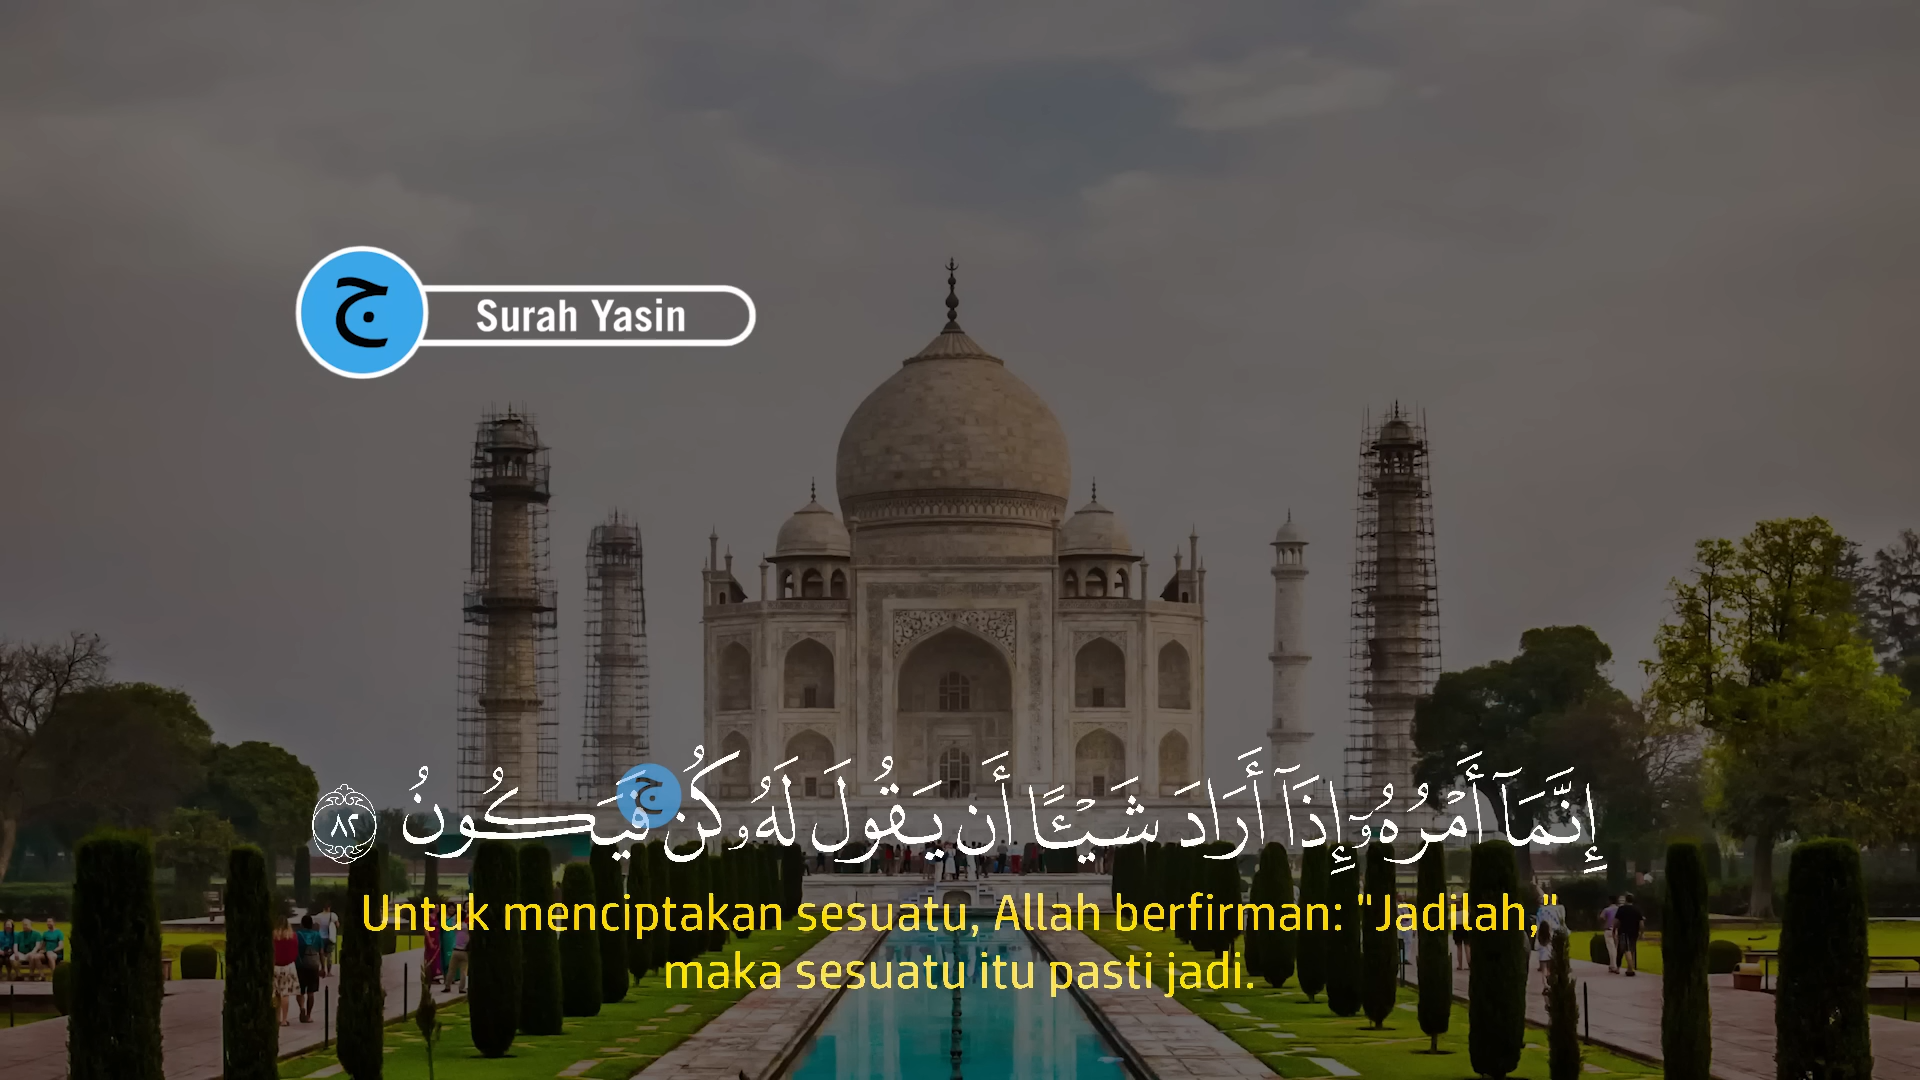 ج
Surah Yasin
إِنَّمَآ أَمْرُهُۥٓ إِذَآ أَرَادَ شَيْـًٔا أَن يَقُولَ لَهُۥ كُن فَيَكُونُ ٨٢
ج
Untuk menciptakan sesuatu, Allah berfirman: "Jadilah,"
maka sesuatu itu pasti jadi.